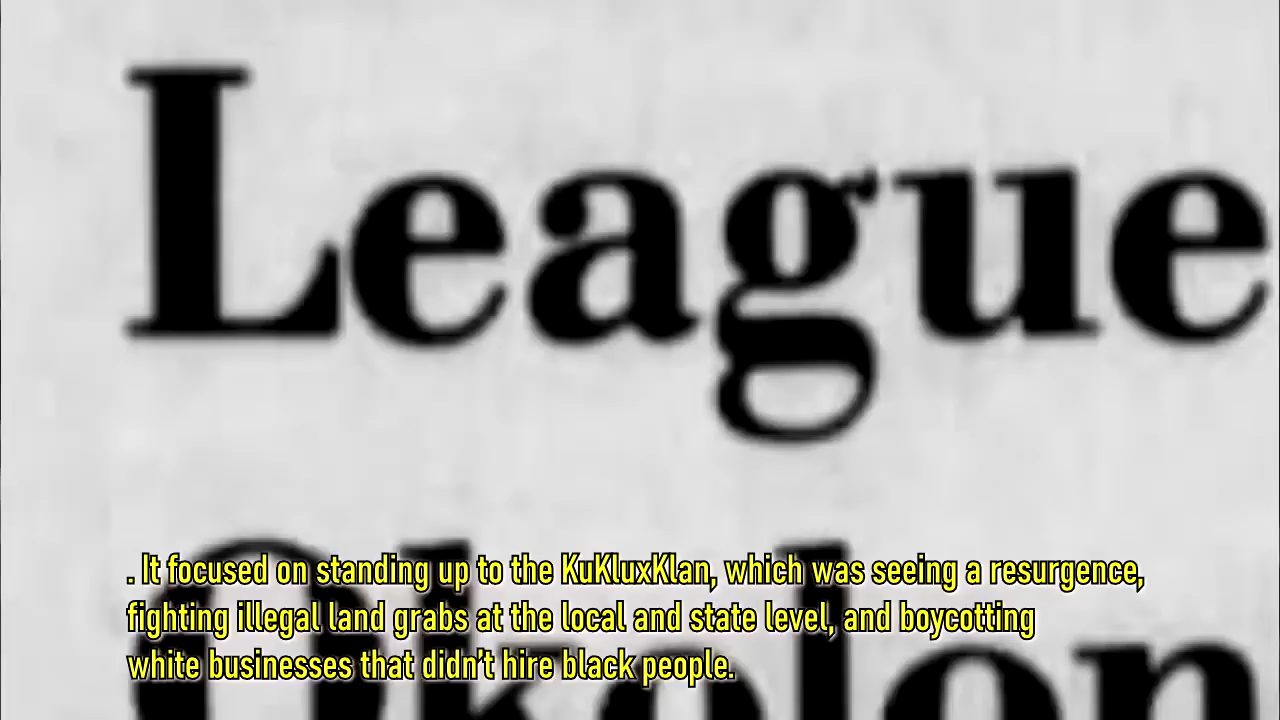 League
Okolon
. It focused on standing up to the KuKluxKlan, which was seeing a resurgence,
fighting illegal land grabs at the local and state level, and boycotting
white businesses that didn't hire black people.